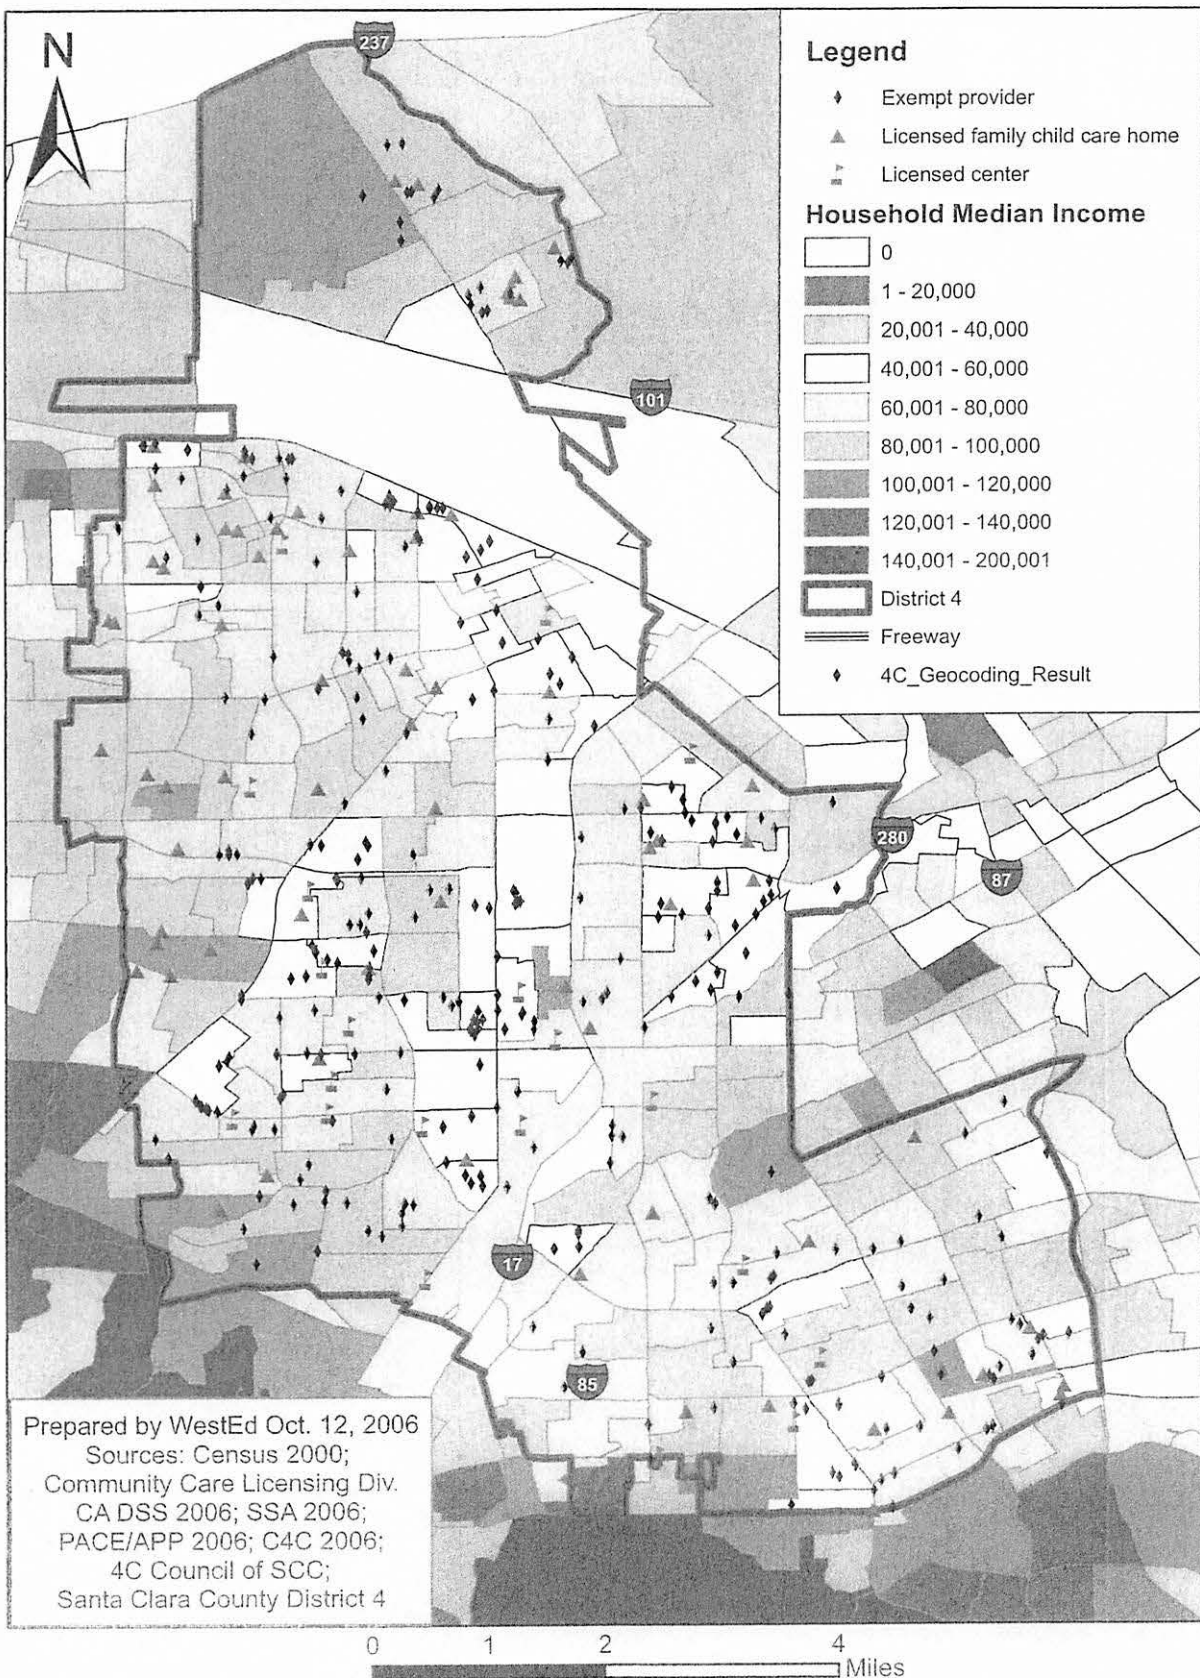 N
237
101
280
87
17
85
Legend
Exempt provider
Licensed family child care home
Licensed center
Household Median Income
0
1 - 20,000
20,001 - 40,000
40,001 - 60,000
60,001 - 80,000
80,001 - 100,000
100,001 - 120,000
120,001 - 140,000
140,001 - 200,001
District 4
Freeway
4C_Geocoding_Result
Prepared by WestEd Oct. 12, 2006
Sources: Census 2000;
Community Care Licensing Div.
CA DSS 2006; SSA 2006;
PACE/APP 2006; C4C 2006;
4C Council of SCC;
Santa Clara County District 4
0 1 2 4
Miles